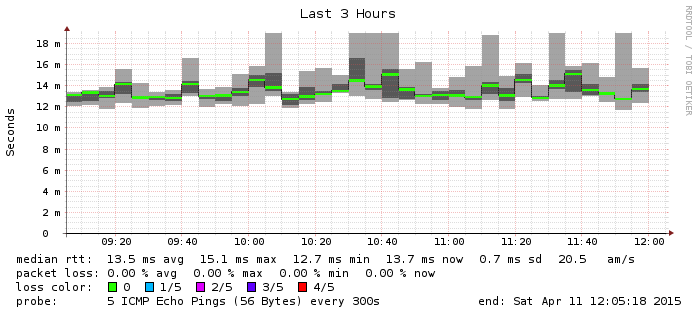 Last 3 Hours
RRDTOOL / TOBI OETIKER
Seconds
18 m
16 m
14 m
12 m
10 m
8 m
6 m
4 m
2 m
0
09:20 09:40 10:00 10:20 10:40 11:00 11:20 11:40 12:00
median rtt: 13.5 ms avg 15.1 ms max 12.7 ms min 13.7 ms now 0.7 ms sd 20.5 am/s
packet loss: 0.00 % avg 0.00 % max 0.00 % min 0.00 % now
loss color: 0 1/5 2/5 3/5 4/5
probe: 5 ICMP Echo Pings (56 Bytes) every 300s end: Sat Apr 11 12:05:18 2015